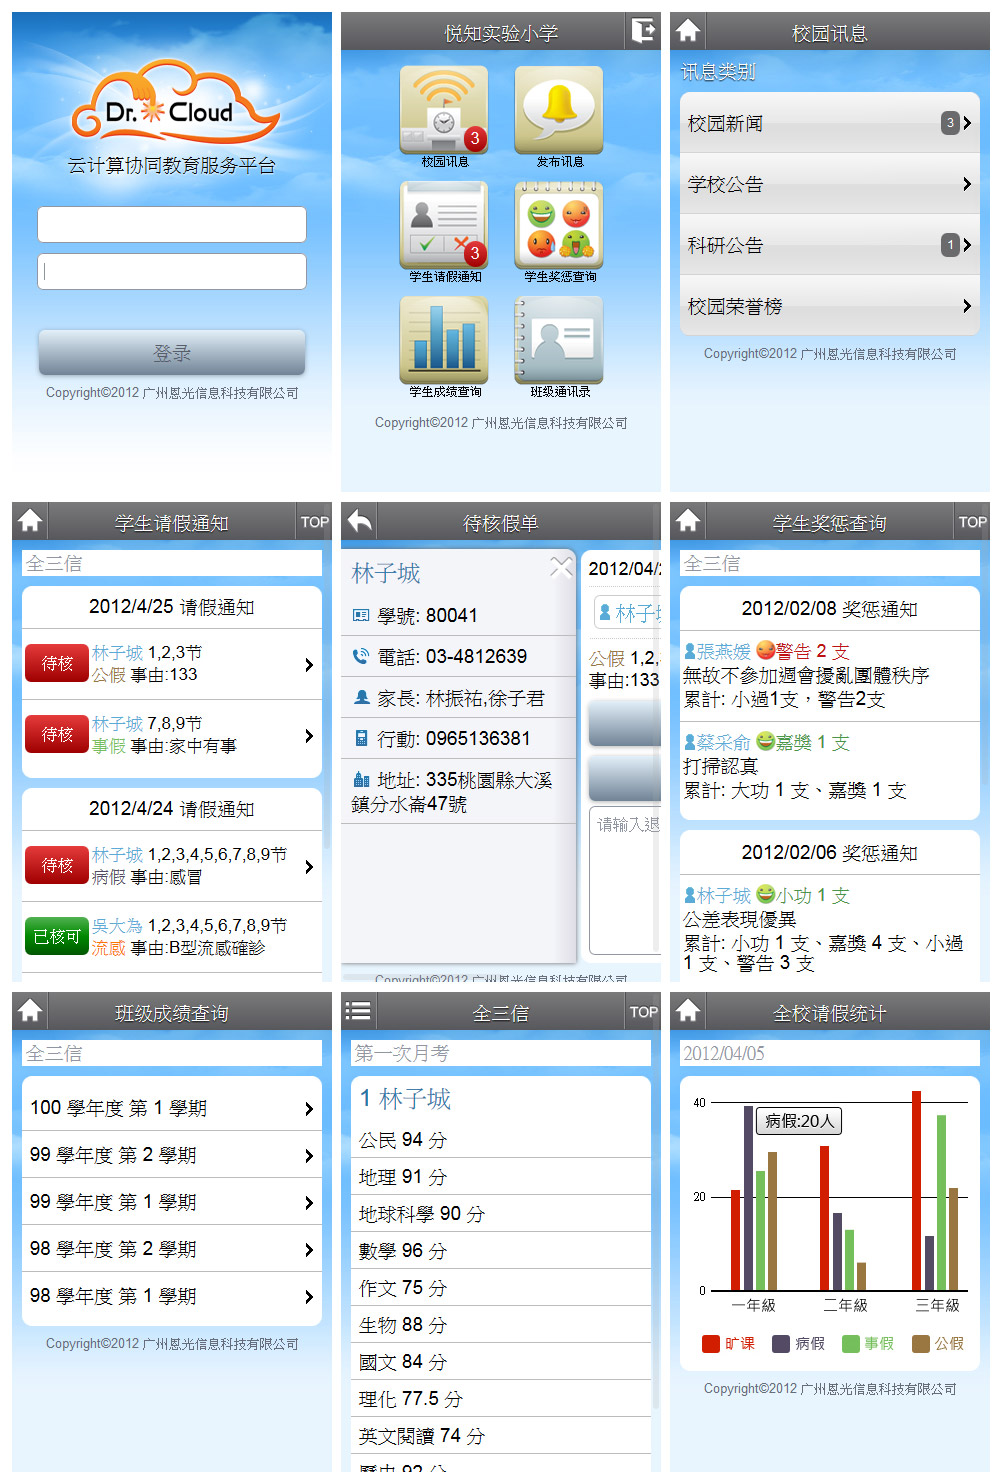 Dr. Cloud
云计算协同教育服务平台
登录
Copyright©2012 广州恩光信息科技有限公司
悦知实验小学
3
校园讯息
发布讯息
3
学生请假通知
学生奖惩查询
学生成绩查询
班级通讯录
Copyright©2012 广州恩光信息科技有限公司
校园讯息
讯息类别
校园新闻 3
学校公告
科研公告 1
校园荣誉榜
Copyright©2012 广州恩光信息科技有限公司
学生请假通知 TOP
全三信
2012/4/25 请假通知
待核 林子城 1,2,3节
公假 事由:133
待核 林子城 7,8,9节
事假 事由:家中有事
2012/4/24 请假通知
待核 林子城 1,2,3,4,5,6,7,8,9节
病假 事由:感冒
已核可 吳大為 1,2,3,4,5,6,7,8,9节
流感 事由:B型流感確診
待核假单
林子城
學號: 80041
電話: 03-4812639
家長: 林振祐,徐子君
行動: 0965136381
地址: 335桃園縣大溪
鎮分水崙47號
2012/04/2
林子城
公假 1,2,
事由:133
请输入退
Copyright©2012 广州恩光信息科技有限公司
学生奖惩查询 TOP
全三信
2012/02/08 奖惩通知
張燕媛 警告 2 支
無故不參加週會擾亂團體秩序
累計: 小過1支，警告2支
蔡采俞 嘉獎 1 支
打掃認真
累計: 大功 1 支、嘉獎 1 支
2012/02/06 奖惩通知
林子城 小功 1 支
公差表現優異
累計: 小功 1 支、嘉獎 4 支、小過
1 支、警告 3 支
班级成绩查询
全三信
100 學年度 第 1 學期
99 學年度 第 2 學期
99 學年度 第 1 學期
98 學年度 第 2 學期
98 學年度 第 1 學期
Copyright©2012 广州恩光信息科技有限公司
全三信 TOP
第一次月考
1 林子城
公民 94 分
地理 91 分
地球科學 90 分
數學 96 分
作文 75 分
生物 88 分
國文 84 分
理化 77.5 分
英文閱讀 74 分
歷史 92 分
全校请假统计
2012/04/05
40
病假:20人
20
0
一年級 二年級 三年級
旷课 病假 事假 公假
Copyright©2012 广州恩光信息科技有限公司